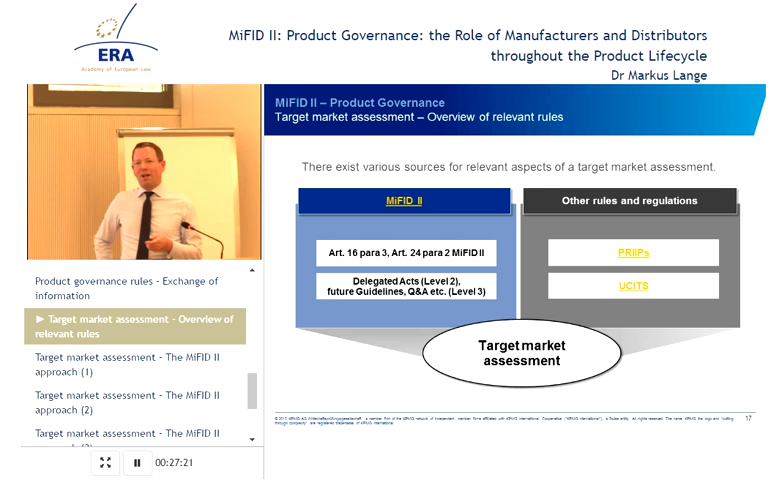 ERA
Academy of European Law
MiFID II: Product Governance: the Role of Manufacturers and Distributors
throughout the Product Lifecycle
Dr Markus Lange
MiFID II – Product Governance
Target market assessment – Overview of relevant rules
There exist various sources for relevant aspects of a target market assessment.
MiFID II
Other rules and regulations
Art. 16 para 3, Art. 24 para 2 MiFID II
PRIIPs
Delegated Acts (Level 2),
future Guidelines, Q&A etc. (Level 3)
UCITS
Target market
assessment
Product governance rules - Exchange of
information
► Target market assessment - Overview of
relevant rules
Target market assessment - The MiFID II
approach (1)
Target market assessment - The MiFID II
approach (2)
Target market assessment - The MiFID II
00:27:21
17